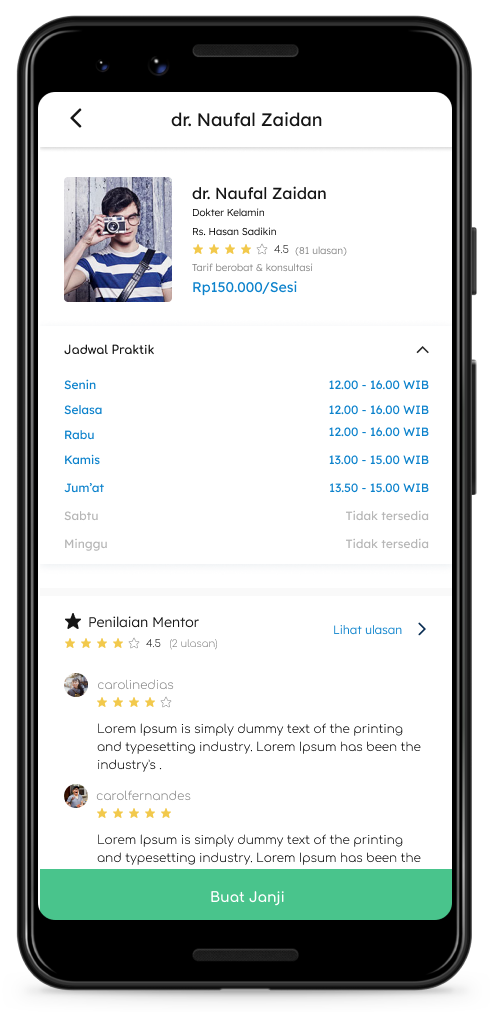 dr. Naufal Zaidan
dr. Naufal Zaidan
Dokter Kelamin
Rs. Hasan Sadikin
4.5 (81 ulasan)
Tarif berobat & konsultasi
Rp150.000/Sesi
Jadwal Praktik
Senin 12.00 - 16.00 WIB
Selasa 12.00 - 16.00 WIB
Rabu 12.00 - 16.00 WIB
Kamis 13.00 - 15.00 WIB
Jum'at 13.50 - 15.00 WIB
Sabtu Tidak tersedia
Minggu Tidak tersedia
Penilaian Mentor
Lihat ulasan
4.5 (2 ulasan)
carolinedias
Lorem Ipsum is simply dummy text of the printing
and typesetting industry. Lorem Ipsum has been the
industry's .
carolfernandes
Lorem Ipsum is simply dummy text of the printing
and typesetting industry. Lorem Ipsum has been the
Buat Janji